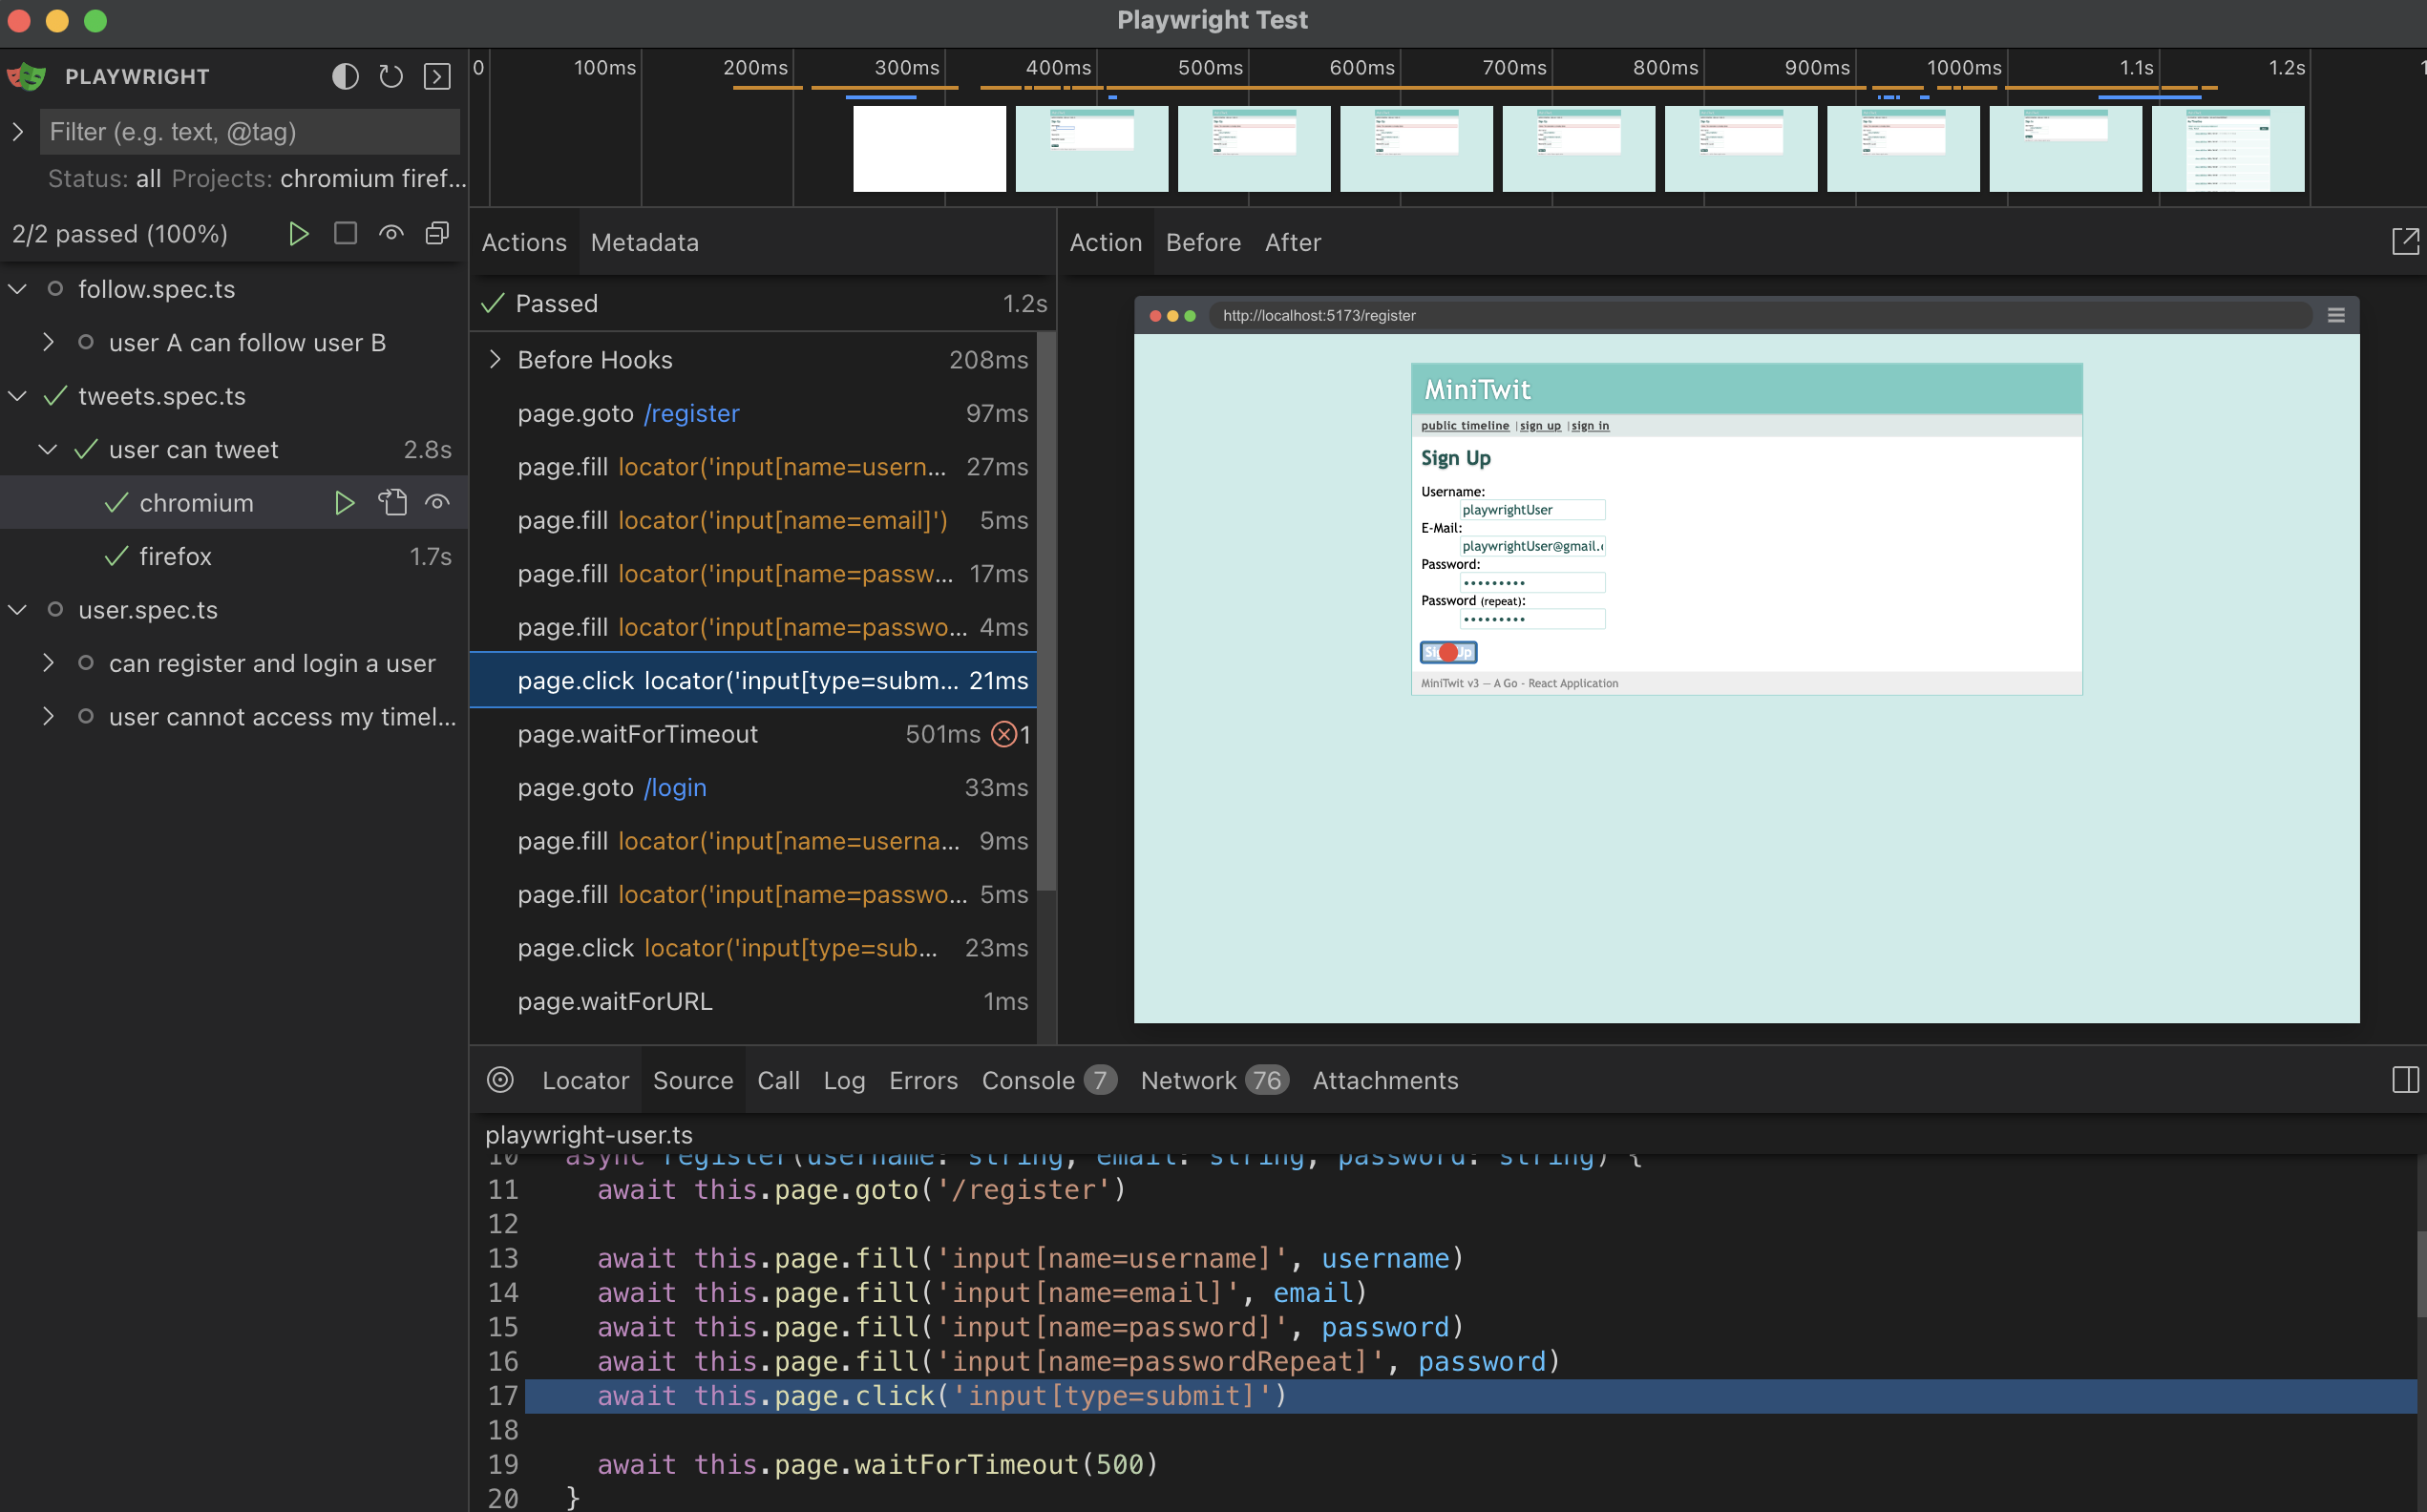 Playwright Test
PLAYWRIGHT
Filter (e.g. text, @tag)
Status: all Projects: chromium firef...
2/2 passed (100%)
follow.spec.ts
user A can follow user B
tweets.spec.ts
user can tweet 2.8s
chromium
firefox 1.7s
user.spec.ts
can register and login a user
user cannot access my timel...
0 100ms 200ms 300ms 400ms 500ms 600ms 700ms 800ms 900ms 1000ms 1.1s 1.2s
Actions Metadata
Passed 1.2s
Before Hooks 208ms
page.goto /register 97ms
page.fill locator('input[name=usern... 27ms
page.fill locator('input[name=email]') 5ms
page.fill locator('input[name=passw... 17ms
page.fill locator('input[name=passwo... 4ms
page.click locator('input[type=subm... 21ms
page.waitForTimeout 501ms 1
page.goto /login 33ms
page.fill locator('input[name=userna... 9ms
page.fill locator('input[name=passwo... 5ms
page.click locator('input[type=sub... 23ms
page.waitForURL 1ms
Action Before After
http://localhost:5173/register
MiniTwit
public timeline | sign up | sign in
Sign Up
Username:
playwrightUser
E-Mail:
playwrightUser@gmail.
Password:
•••••••••
Password (repeat):
•••••••••
MiniTwit v3 — A Go - React Application
Locator Source Call Log Errors Console 7 Network 76 Attachments
playwright-user.ts
10 async register(username: string, email: string, password: string) {
11 await this.page.goto('/register')
12
13 await this.page.fill('input[name=username]', username)
14 await this.page.fill('input[name=email]', email)
15 await this.page.fill('input[name=password]', password)
16 await this.page.fill('input[name=passwordRepeat]', password)
17 await this.page.click('input[type=submit]')
18
19 await this.page.waitForTimeout(500)
20 }